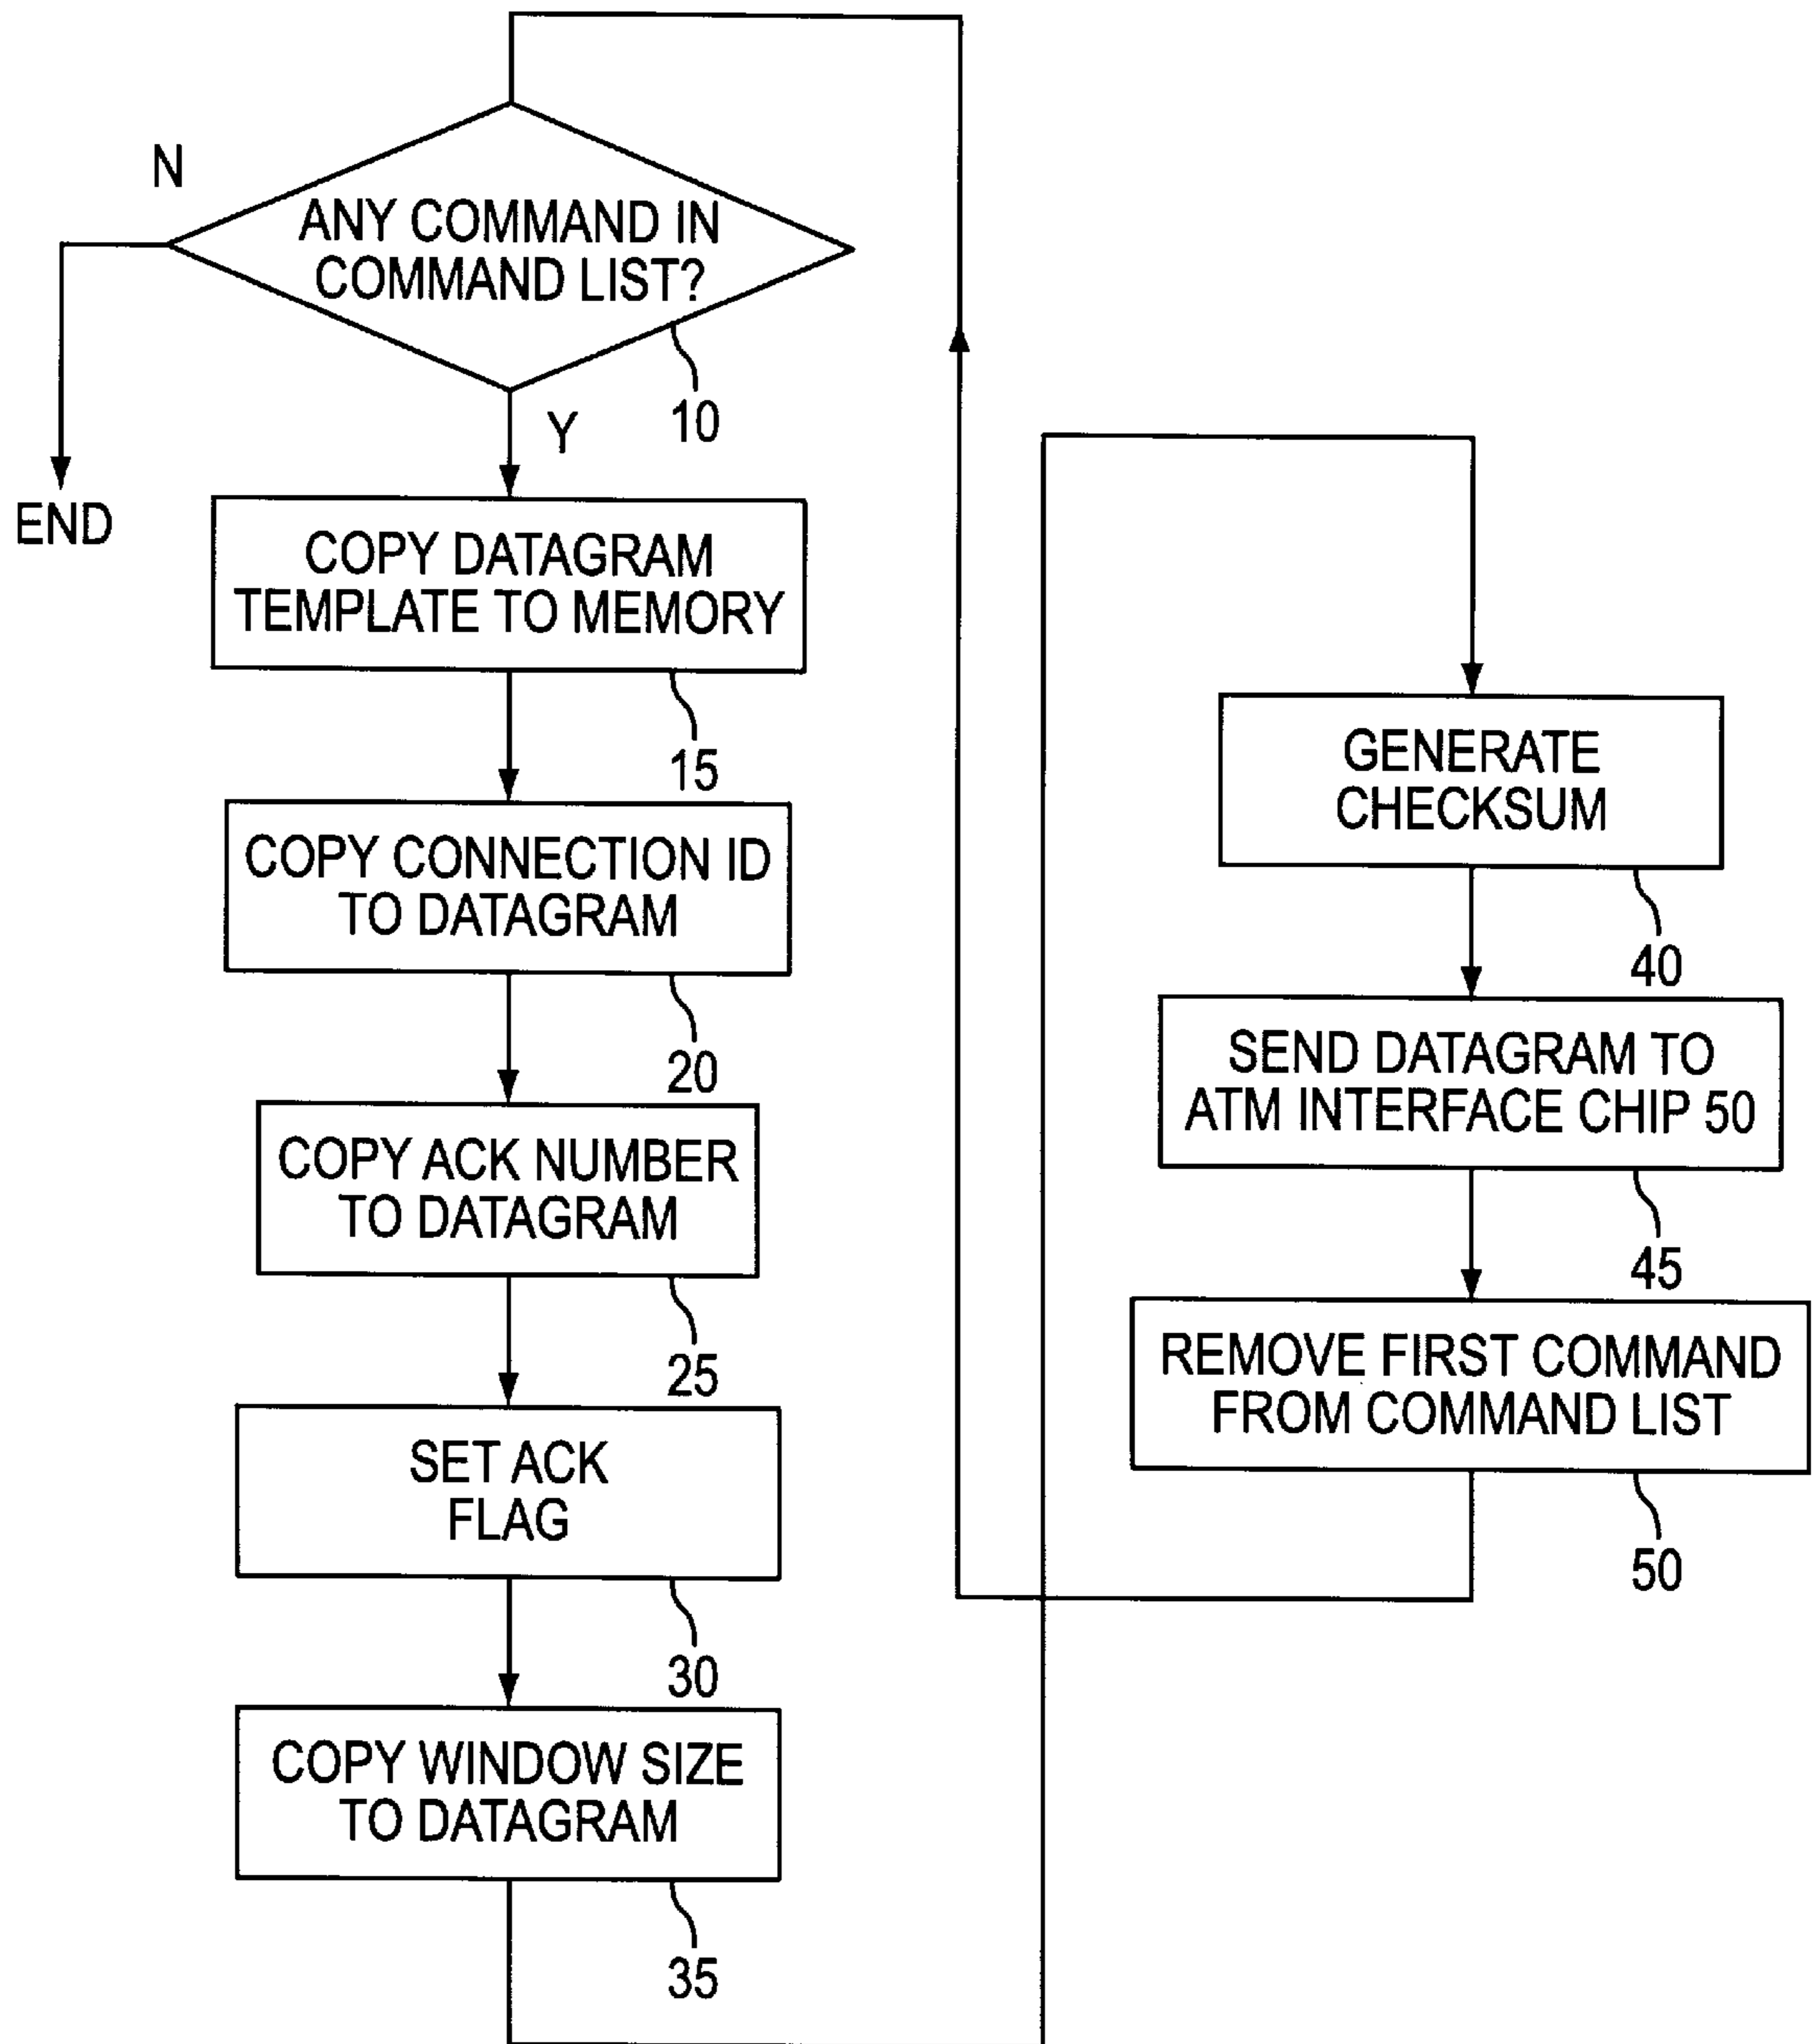 N
ANY COMMAND IN
COMMAND LIST?
10
Y
END
COPY DATAGRAM
TEMPLATE TO MEMORY
15
COPY CONNECTION ID
TO DATAGRAM
20
COPY ACK NUMBER
TO DATAGRAM
25
SET ACK
FLAG
30
COPY WINDOW SIZE
TO DATAGRAM
35
GENERATE
CHECKSUM
40
SEND DATAGRAM TO
ATM INTERFACE CHIP 50
45
REMOVE FIRST COMMAND
FROM COMMAND LIST
50